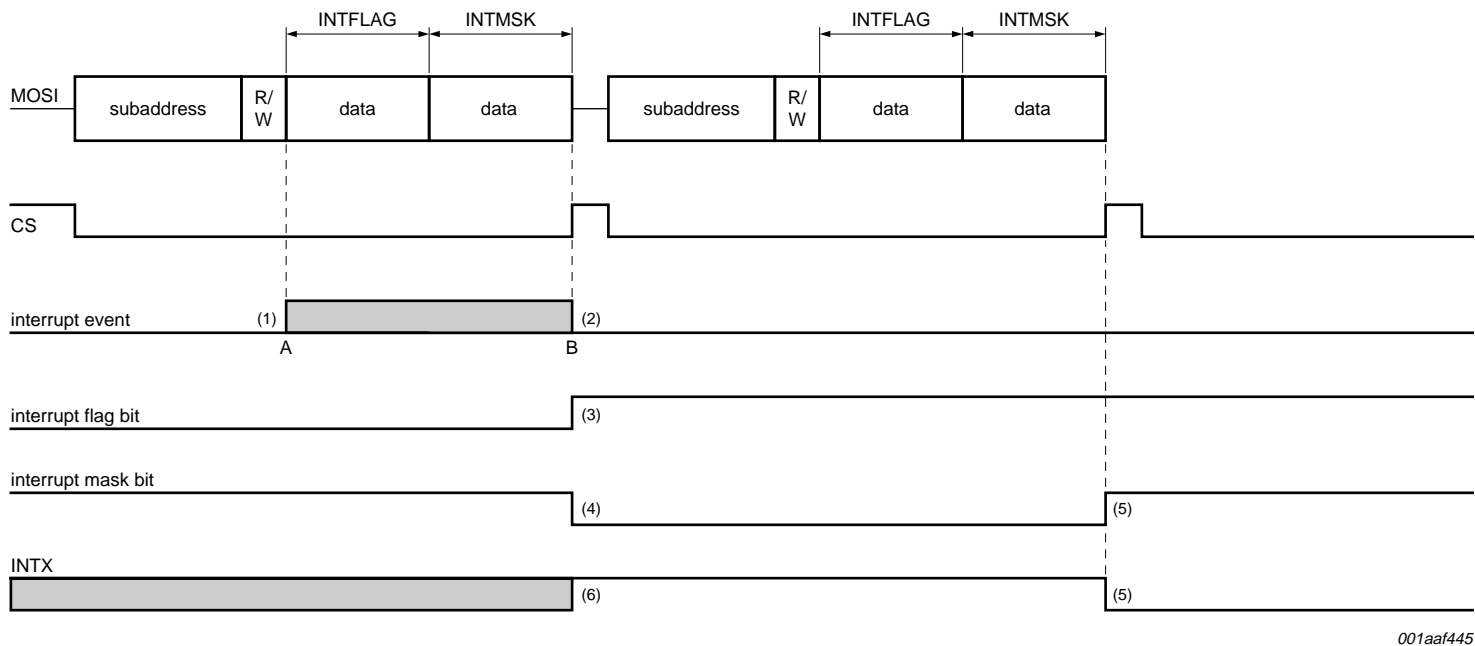 INTFLAG INTMSK INTFLAG INTMSK
MOSI subaddress R/ W data data subaddress R/ W data data
CS
interrupt event (1) (2)
A B
interrupt flag bit (3)
interrupt mask bit
(4) (5)
INTX
(6) (5)
001aaf445